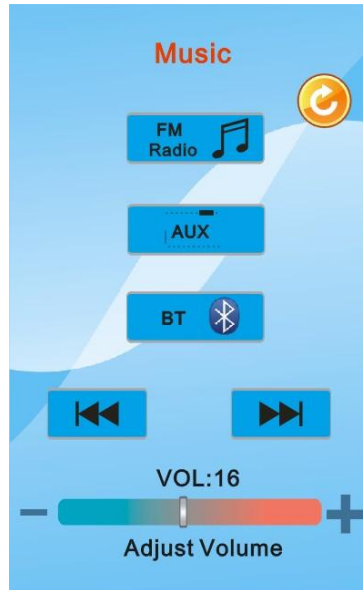 Music
FM
Radio
AUX
BT
VOL:16
Adjust Volume